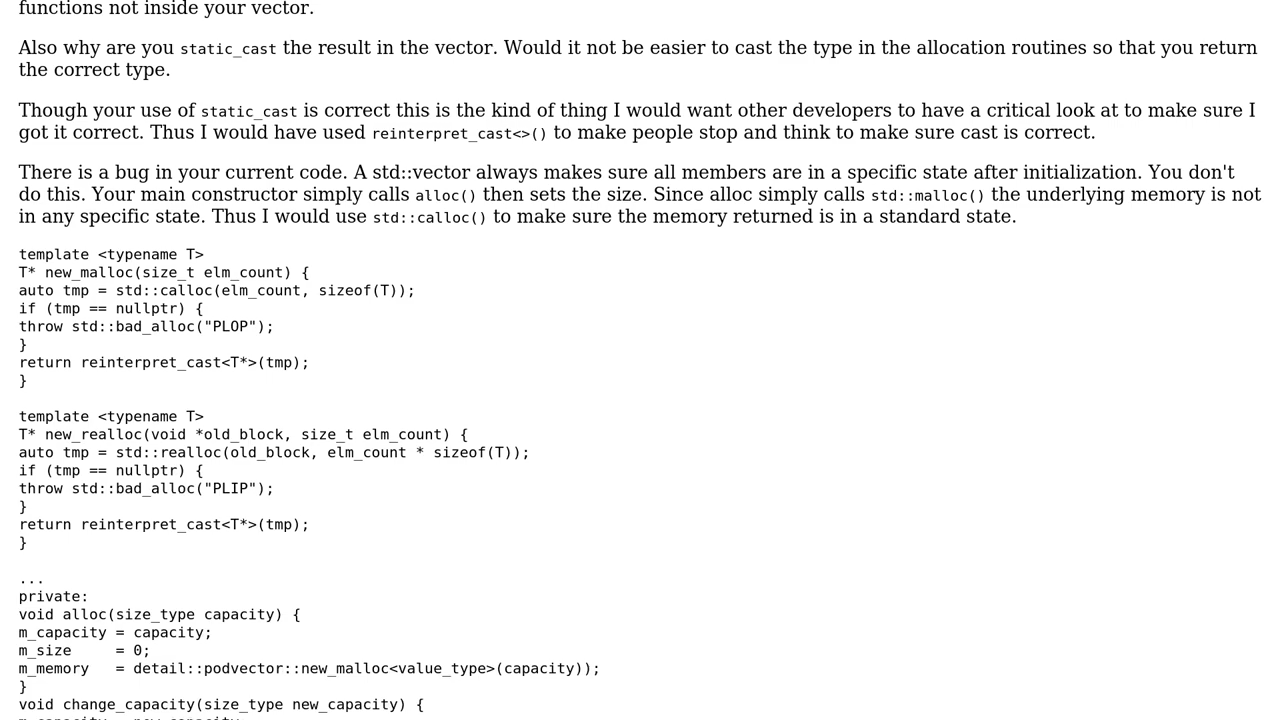 functions not inside your vector.
Also why are you static_cast the result in the vector. Would it not be easier to cast the type in the allocation routines so that you return
the correct type.
Though your use of static_cast is correct this is the kind of thing I would want other developers to have a critical look at to make sure I
got it correct. Thus I would have used reinterpret_cast<>() to make people stop and think to make sure cast is correct.
There is a bug in your current code. A std::vector always makes sure all members are in a specific state after initialization. You don't
do this. Your main constructor simply calls alloc() then sets the size. Since alloc simply calls std::malloc() the underlying memory is not
in any specific state. Thus I would use std::calloc() to make sure the memory returned is in a standard state.
template <typename T>
T* new_malloc(size_t elm_count) {
auto tmp = std::calloc(elm_count, sizeof(T));
if (tmp == nullptr) {
throw std::bad_alloc("PLOP");
}
return reinterpret_cast<T*>(tmp);
}
template <typename T>
T* new_realloc(void *old_block, size_t elm_count) {
auto tmp = std::realloc(old_block, elm_count * sizeof(T));
if (tmp == nullptr) {
throw std::bad_alloc("PLIP");
}
return reinterpret_cast<T*>(tmp);
}
...
private:
void alloc(size_type capacity) {
m_capacity = capacity;
m_size     = 0;
m_memory   = detail::podvector::new_malloc<value_type>(capacity));
}
void change_capacity(size_type new_capacity) {